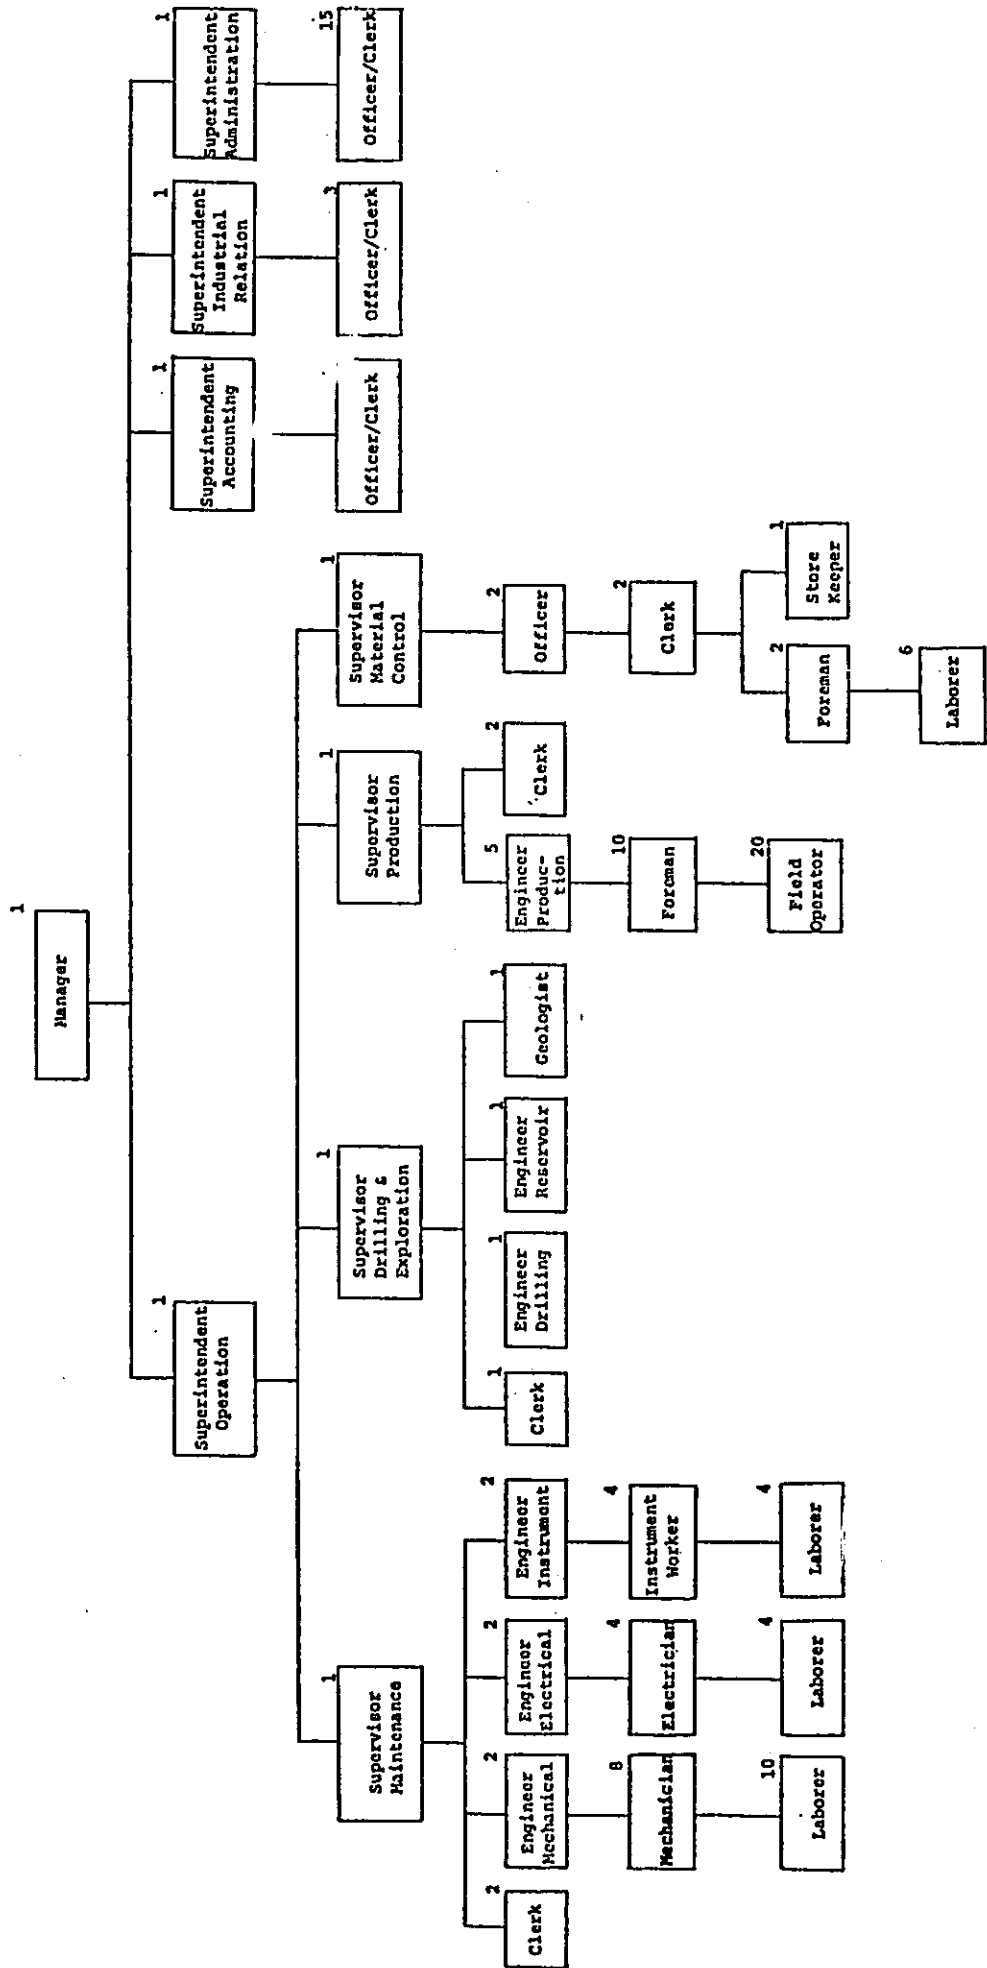 1
Manager
1
Superintendent
Operation
1
Superintendent
Accounting
1
Superintendent
Industrial
Relation
1
Superintendent
Administration
1
Supervisor
Maintenance
1
Supervisor
Drilling &
Exploration
1
Supervisor
Production
1
Supervisor
Material
Control
Officer/Clerk
3
Officer/Clerk
15
Officer/Clerk
2
Clerk
2
Engineer
Mechanical
2
Engineer
Electrical
2
Engineer
Instrument
1
Clerk
1
Engineer
Drilling
1
Engineer
Reservoir
1
Geologist
5
Engineer
Produc-
tion
2
Clerk
2
Officer
8
Mechanician
4
Electrician
4
Instrument
Worker
10
Foreman
2
Clerk
10
Laborer
4
Laborer
4
Laborer
20
Field
Operator
2
Foreman
1
Store
Keeper
6
Laborer